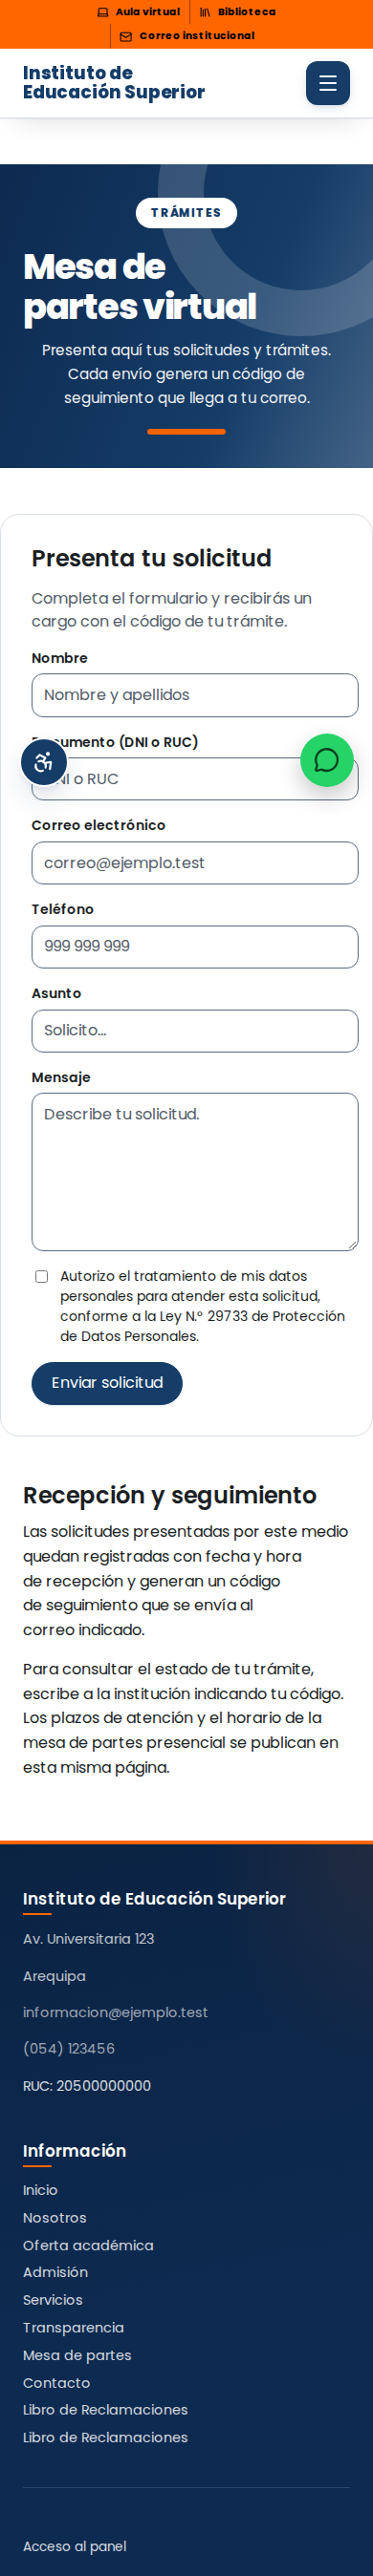 Aula virtual
Biblioteca
Correo institucional
Instituto de
Educación Superior
TRÁMITES
Mesa de
partes virtual
Presenta aquí tus solicitudes y trámites.
Cada envío genera un código de
seguimiento que llega a tu correo.
Presenta tu solicitud
Completa el formulario y recibirás un
cargo con el código de tu trámite.
Nombre
Nombre y apellidos
(DNI o RUC)
o RUC
Correo electrónico
correo@ejemplo.test
Teléfono
999 999 999
Asunto
Solicito...
Mensaje
Describe tu solicitud.
Autorizo el tratamiento de mis datos
personales para atender esta solicitud,
conforme a la Ley N.º 29733 de Protección
de Datos Personales.
Enviar solicitud
Recepción y seguimiento
Las solicitudes presentadas por este medio
quedan registradas con fecha y hora
de recepción y generan un código
de seguimiento que se envía al
correo indicado.
Para consultar el estado de tu trámite,
escribe a la institución indicando tu código.
Los plazos de atención y el horario de la
mesa de partes presencial se publican en
esta misma página.
Instituto de Educación Superior
Av. Universitaria 123
Arequipa
informacion@ejemplo.test
(054) 123456
RUC: 20500000000
Información
Inicio
Nosotros
Oferta académica
Admisión
Servicios
Transparencia
Mesa de partes
Contacto
Libro de Reclamaciones
Libro de Reclamaciones
Acceso al panel